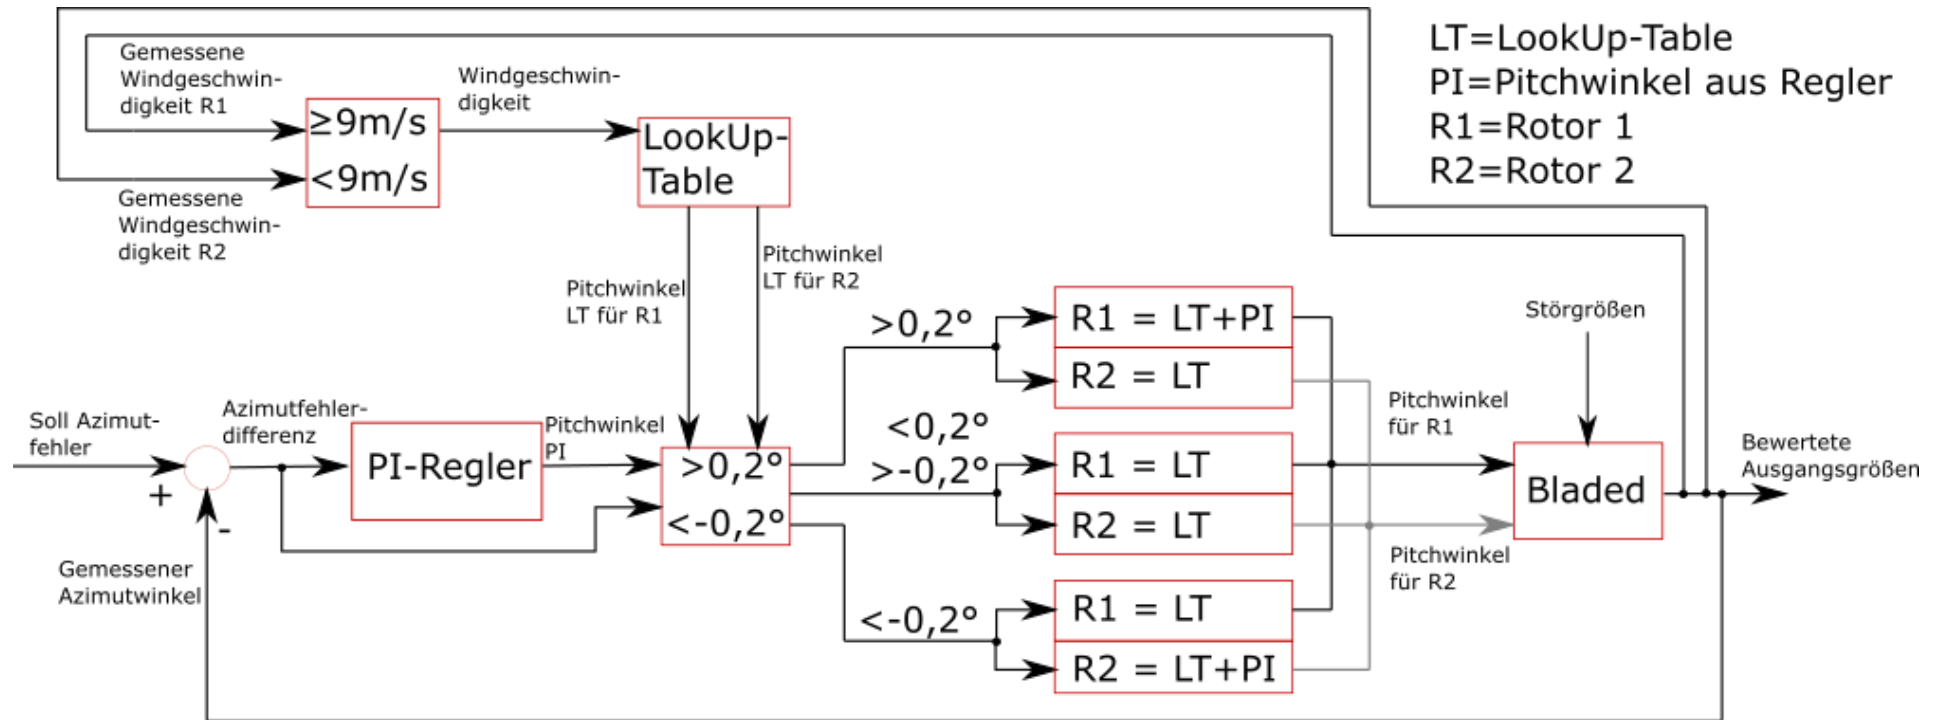 Gemessene
Windgeschwin-
digkeit R1
≥9m/s
<9m/s
Gemessene
Windgeschwin-
digkeit R2
Windgeschwin-
digkeit
LookUp-
Table
LT=LookUp-Table
PI=Pitchwinkel aus Regler
R1=Rotor 1
R2=Rotor 2
Pitchwinkel
LT für R1
Pitchwinkel
LT für R2
Soll Azimut-
fehler
+
-
Gemessener
Azimutwinkel
Azimutfehler-
differenz
PI-Regler
Pitchwinkel
PI
>0,2°
<-0,2°
>0,2°
R1 = LT+PI
R2 = LT
<0,2°
>-0,2°
R1 = LT
R2 = LT
<-0,2°
R1 = LT
R2 = LT+PI
Pitchwinkel
für R1
Pitchwinkel
für R2
Störgrößen
Bladed
Bewertete
Ausgangsgrößen